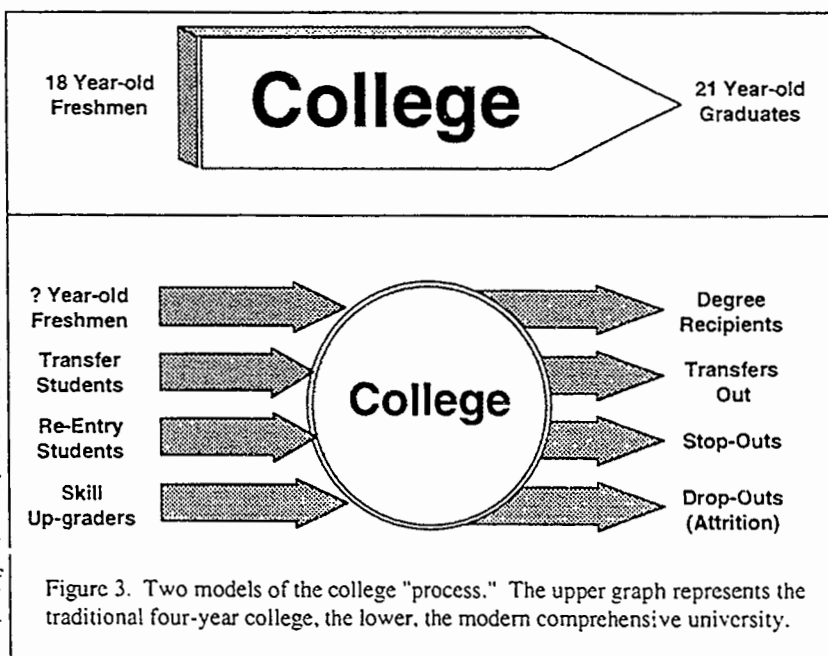 18 Year-old
Freshmen
College
21 Year-old
Graduates
? Year-old
Freshmen
Transfer
Students
Re-Entry
Students
Skill
Up-graders
College
Degree
Recipients
Transfers
Out
Stop-Outs
Drop-Outs
(Attrition)
Figure 3. Two models of the college "process." The upper graph represents the
traditional four-year college, the lower, the modern comprehensive university.